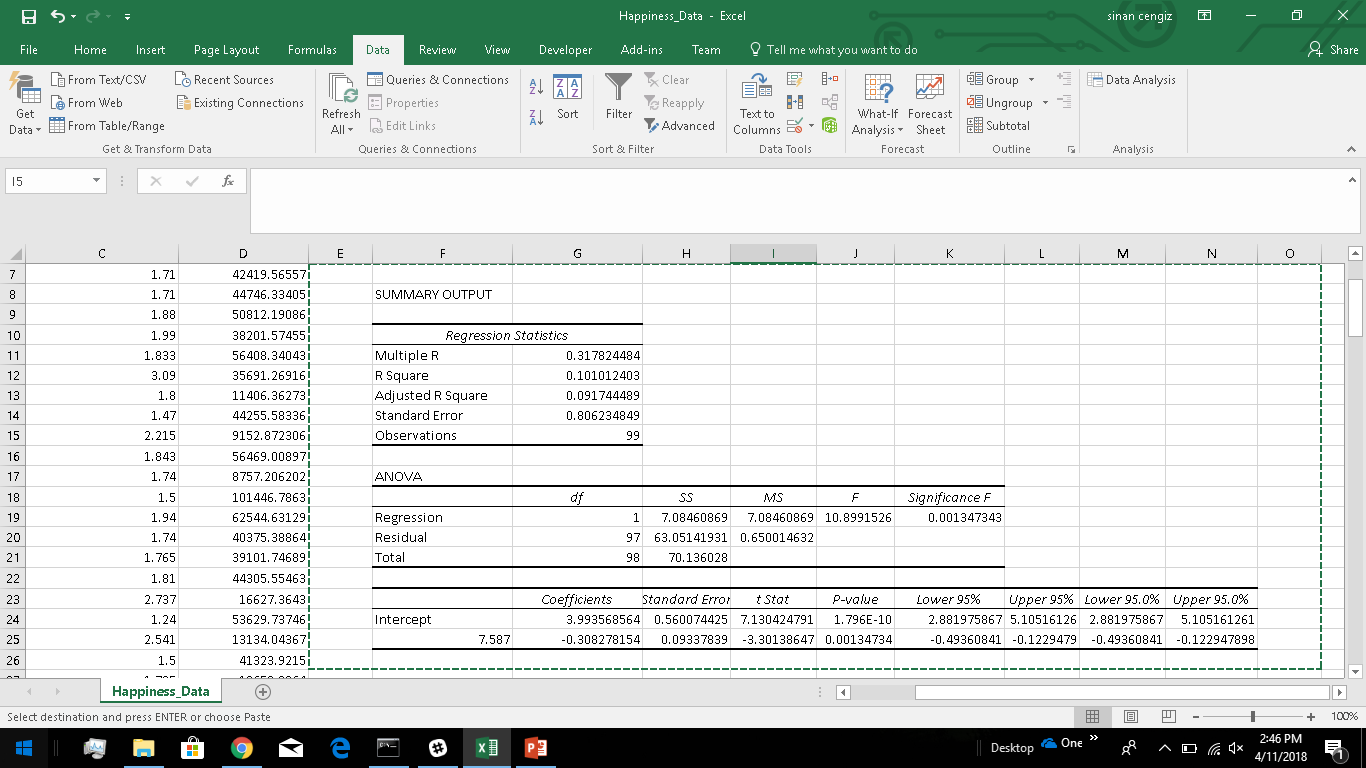 Happiness_Data - Excel
sinan cengiz
File Home Insert Page Layout Formulas Data Review View Developer Add-ins Team Tell me what you want to do Share
Get Data
From Text/CSV
From Web
From Table/Range
Recent Sources
Existing Connections
Get & Transform Data
Refresh All
Queries & Connections
Properties
Edit Links
Queries & Connections
Sort
Filter
Clear
Reapply
Advanced
Sort & Filter
Text to Columns
Data Tools
What-If Analysis
Forecast Sheet
Forecast
Group
Ungroup
Subtotal
Outline
Data Analysis
Analysis
I5 fx
C D E F G H I J K L M N O
7 1.71 42419.56557
8 1.71 44746.33405 SUMMARY OUTPUT
9 1.88 50812.19086
10 1.99 38201.57455 Regression Statistics
11 1.833 56408.34043 Multiple R 0.317824484
12 3.09 35691.26916 R Square 0.101012403
13 1.8 11406.36273 Adjusted R Square 0.091744489
14 1.47 44255.58336 Standard Error 0.806234849
15 2.215 9152.872306 Observations 99
16 1.843 56469.00897
17 1.74 8757.206202 ANOVA
18 1.5 101446.7863 df SS MS F Significance F
19 1.94 62544.63129 Regression 1 7.08460869 7.08460869 10.8991526 0.001347343
20 1.74 40375.38864 Residual 97 63.05141931 0.650014632
21 1.765 39101.74689 Total 98 70.136028
22 1.81 44305.55463
23 2.737 16627.3643 Coefficients Standard Error t Stat P-value Lower 95% Upper 95% Lower 95.0% Upper 95.0%
24 1.24 53629.73746 Intercept 3.993568564 0.560074425 7.130424791 1.796E-10 2.881975867 5.10516126 2.881975867 5.105161261
25 2.541 13134.04367 7.587 -0.308278154 0.09337839 -3.30138647 0.00134734 -0.49360841 -0.1229479 -0.49360841 -0.122947898
26 1.5 41323.9215
Happiness_Data
Select destination and press ENTER or choose Paste
100%
Desktop
One
2:46 PM
4/11/2018
1